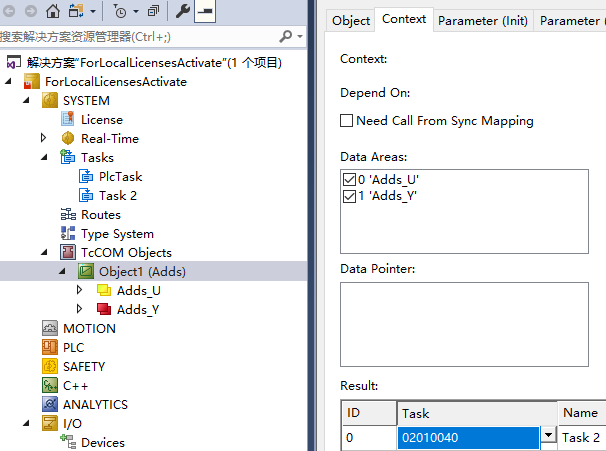 搜索解决方案资源管理器(Ctrl+;)
解决方案"ForLocalLicensesActivate"(1 个项目)
ForLocalLicensesActivate
SYSTEM
License
Real-Time
Tasks
PlcTask
Task 2
Routes
Type System
TcCOM Objects
Object1 (Adds)
Adds_U
Adds_Y
MOTION
PLC
SAFETY
C++
ANALYTICS
I/O
Devices
Object Context Parameter (Init) Parameter (
Context:
Depend On:
Need Call From Sync Mapping
Data Areas:
0 'Adds_U'
1 'Adds_Y'
Data Pointer:
Result:
ID Task Name
0 02010040 Task 2